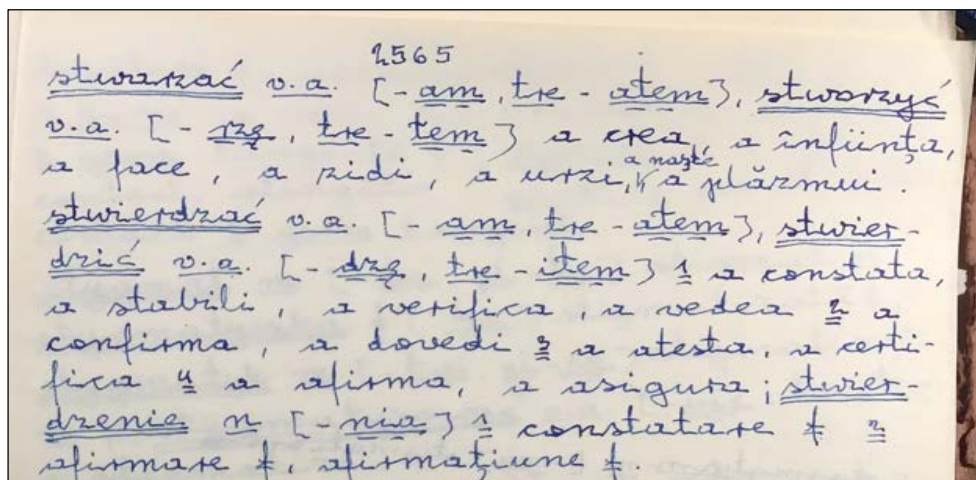 2565
stwarzać v.a. [-am, tre-atem], stworzyć
v.a. [-rzę, tre-tem] a crea, a înființa,
a face, a zidi, a urzi, a naște, a plăzmui.
stwierdzać v.a. [-am, tre-atem], stwier-
dzić v.a. [-dzę, tre-item] 1 a constata,
a stabili, a verifica, a vedea 2 a
confirma, a dovedi 3 a atesta, a certi-
fica 4 a afirma, a asigura; stwier-
dzenie n [-nia] 1 constatare f 2
afirmare f, afirmațiune f.